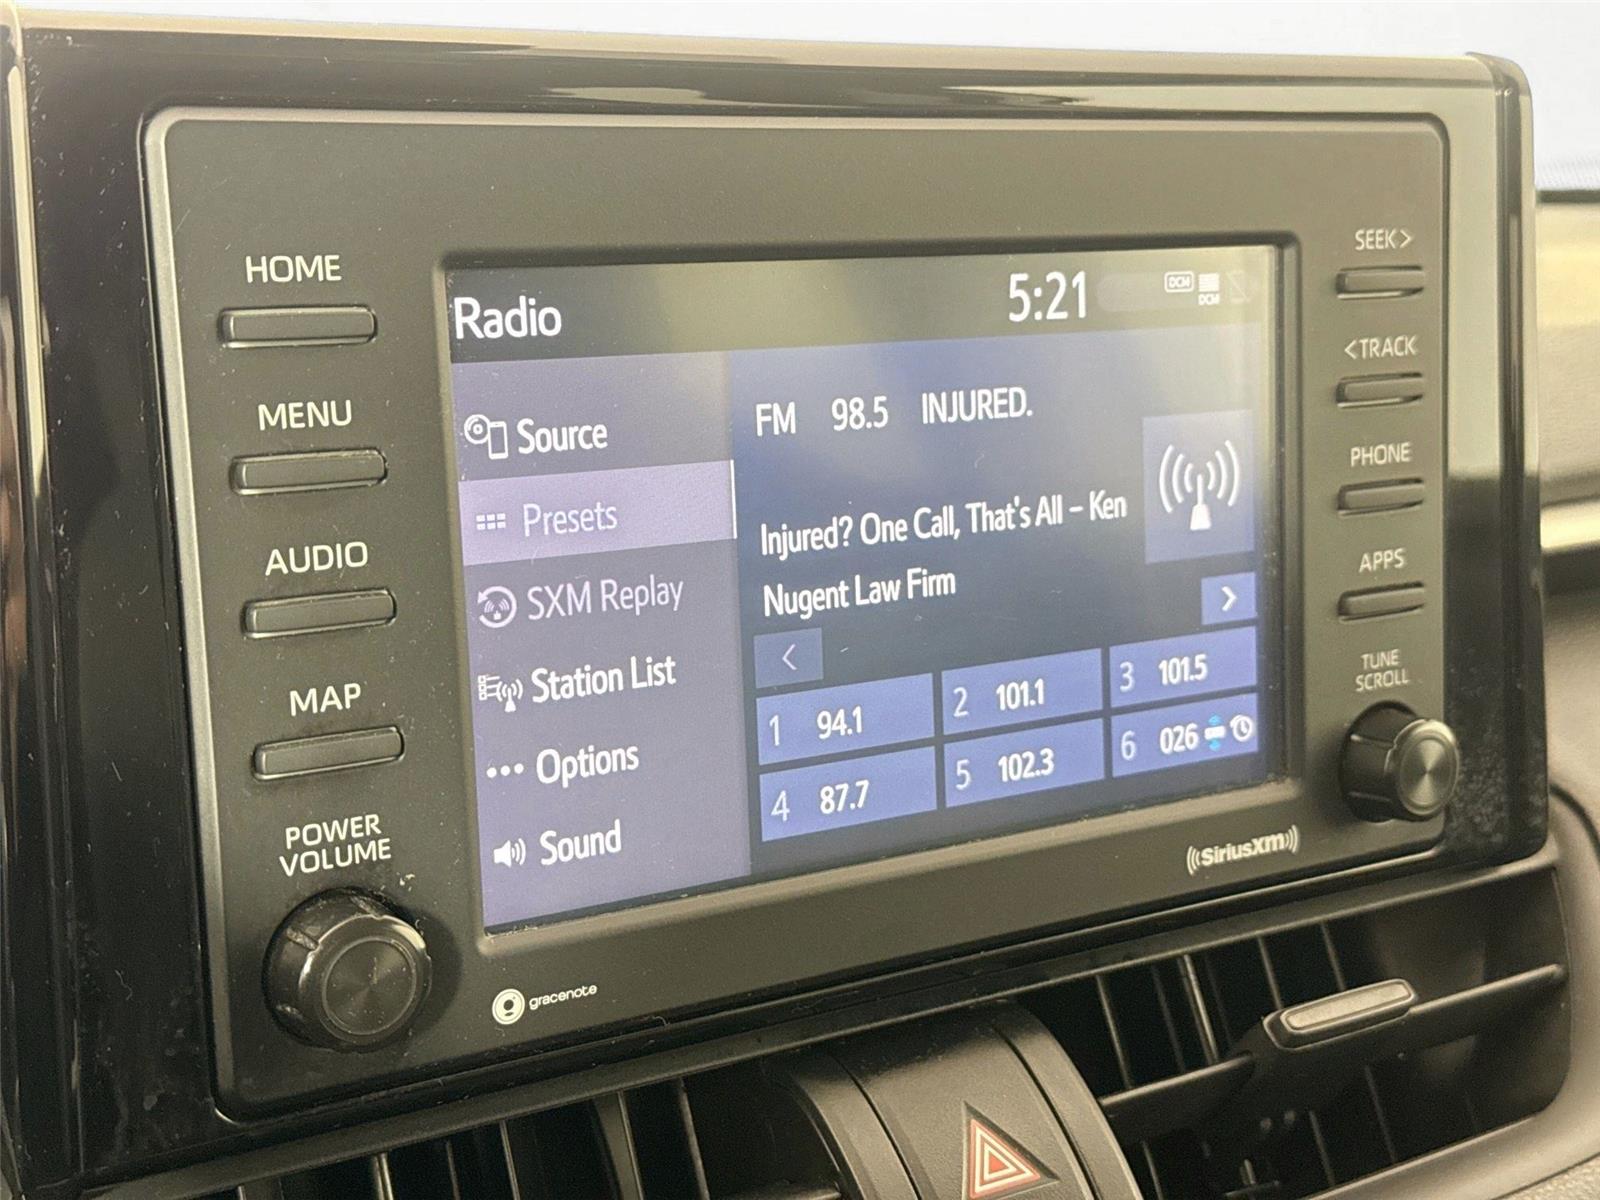 HOME
MENU
AUDIO
MAP
POWER
VOLUME
Radio
5:21
DCM
DCM
Source
Presets
SXM Replay
Station List
Options
Sound
FM 98.5 INJURED.
Injured? One Call, That's All – Ken
Nugent Law Firm
<
>
1 94.1
2 101.1
3 101.5
4 87.7
5 102.3
6 026
SEEK>
<TRACK
PHONE
APPS
TUNE
SCROLL
gracenote
((SiriusXM))